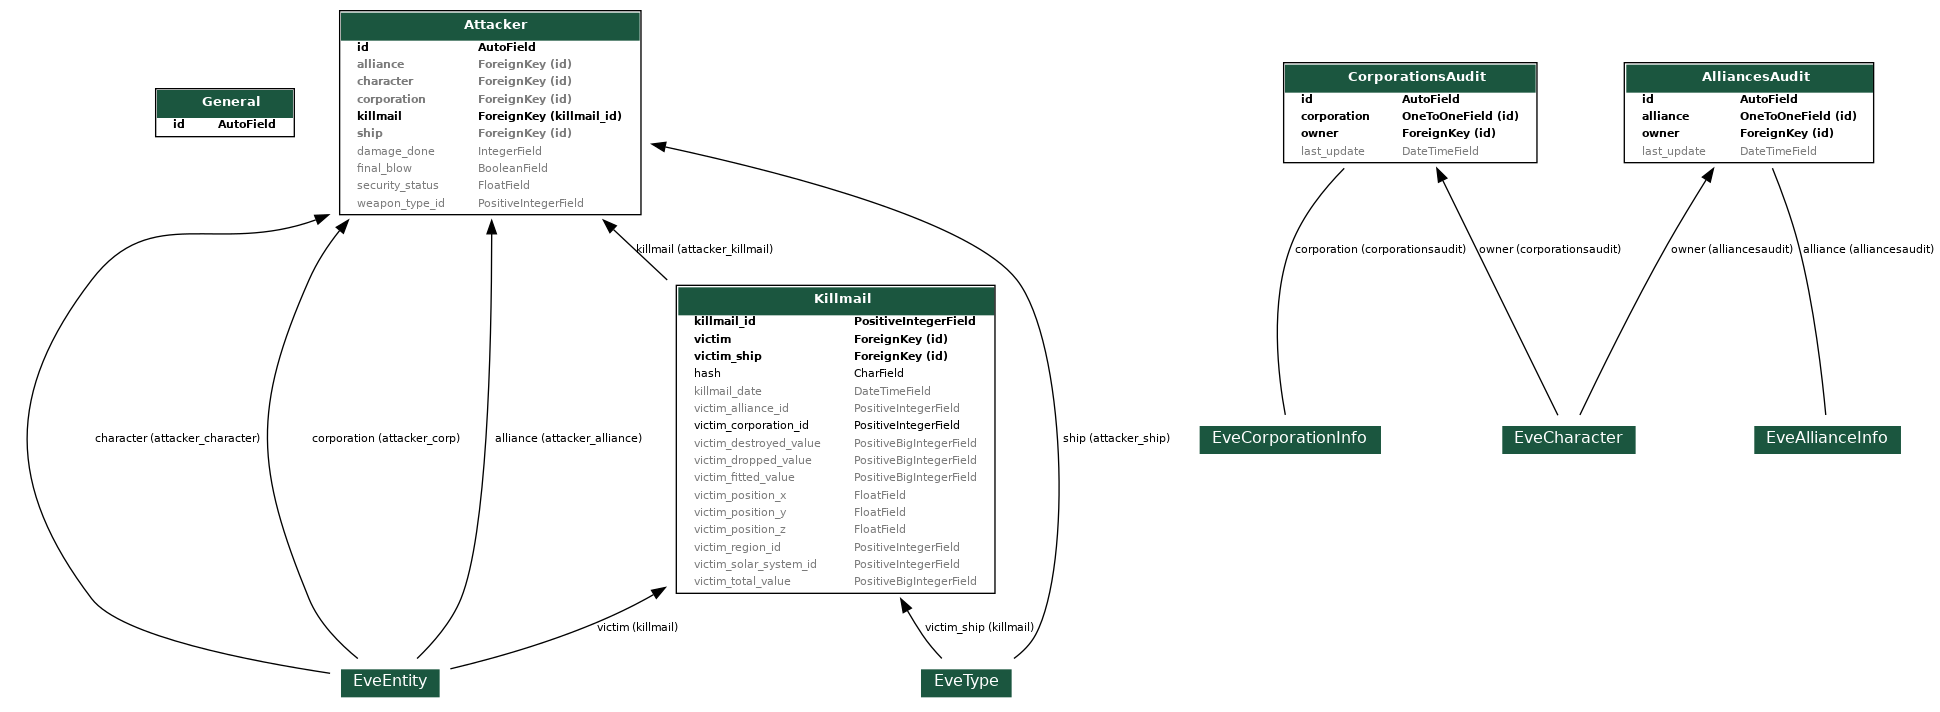 Attacker
id AutoField
alliance ForeignKey (id)
character ForeignKey (id)
corporation ForeignKey (id)
killmail ForeignKey (killmail_id)
ship ForeignKey (id)
damage_done IntegerField
final_blow BooleanField
security_status FloatField
weapon_type_id PositiveIntegerField
General
id AutoField
CorporationsAudit
id AutoField
corporation OneToOneField (id)
owner ForeignKey (id)
last_update DateTimeField
AlliancesAudit
id AutoField
alliance OneToOneField (id)
owner ForeignKey (id)
last_update DateTimeField
killmail (attacker_killmail)
corporation (corporationsaudit)
owner (corporationsaudit)
owner (alliancesaudit)
alliance (alliancesaudit)
Killmail
killmail_id PositiveIntegerField
victim ForeignKey (id)
victim_ship ForeignKey (id)
hash CharField
killmail_date DateTimeField
victim_alliance_id PositiveIntegerField
victim_corporation_id PositiveIntegerField
victim_destroyed_value PositiveBigIntegerField
victim_dropped_value PositiveBigIntegerField
victim_fitted_value PositiveBigIntegerField
victim_position_x FloatField
victim_position_y FloatField
victim_position_z FloatField
victim_region_id PositiveIntegerField
victim_solar_system_id PositiveIntegerField
victim_total_value PositiveBigIntegerField
character (attacker_character)
corporation (attacker_corp)
alliance (attacker_alliance)
ship (attacker_ship)
EveCorporationInfo
EveCharacter
EveAllianceInfo
victim (killmail)
victim_ship (killmail)
EveEntity
EveType